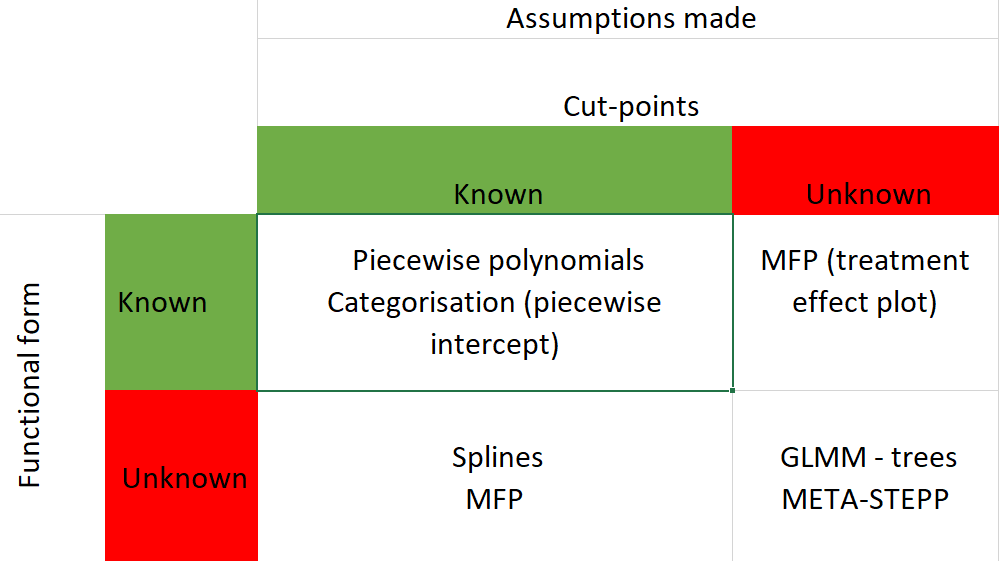 Assumptions made
Cut-points
Known
Unknown
Functional form
Known
Piecewise polynomials
Categorisation (piecewise
intercept)
MFP (treatment
effect plot)
Unknown
Splines
MFP
GLMM - trees
META-STEPP